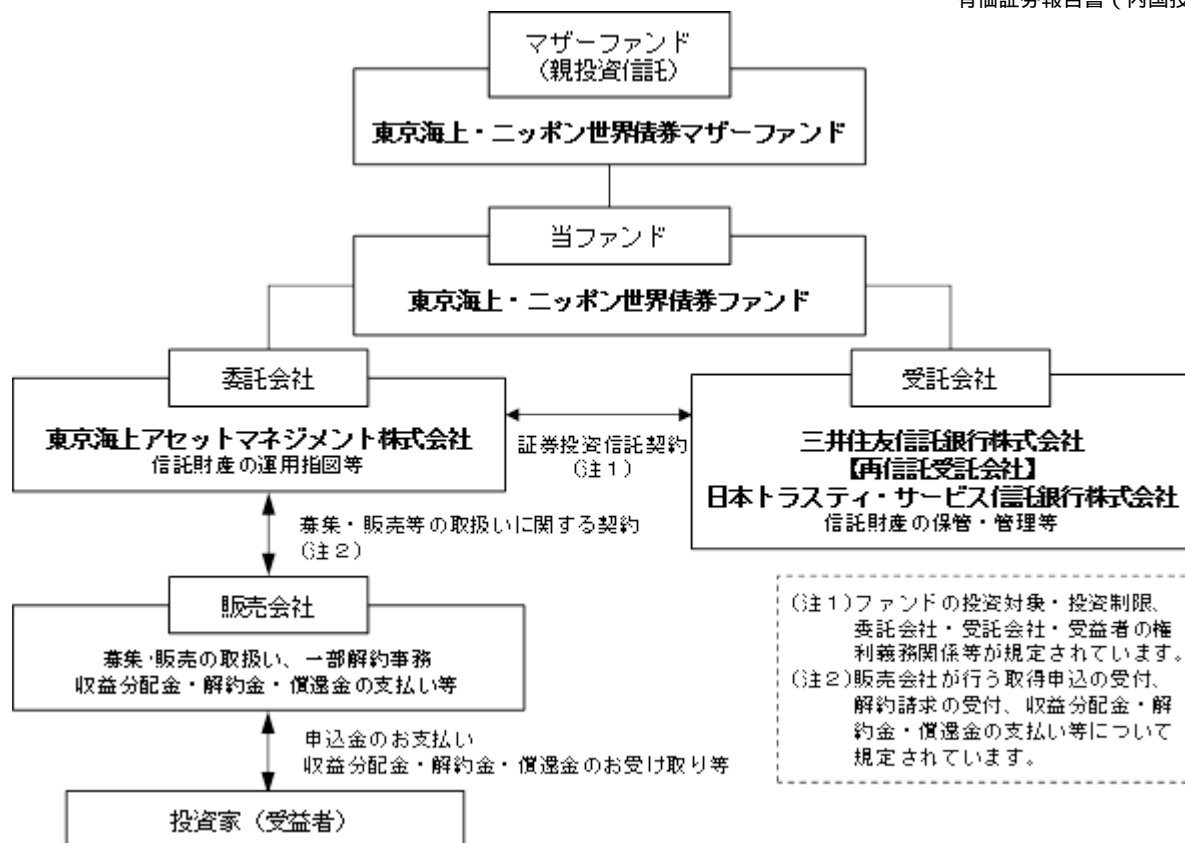 有価証券報告書(内国投
マザーファンド
(親投資信託)
東京海上・ニッポン世界債券マザーファンド
当ファンド
東京海上・ニッポン世界債券ファンド
委託会社
東京海上アセットマネジメント株式会社
信託財産の運用指図等
証券投資信託契約
(注1)
受託会社
三井住友信託銀行株式会社
【再信託受託会社】
日本トラスティ・サービス信託銀行株式会社
信託財産の保管・管理等
募集・販売等の取扱いに関する契約
(注2)
販売会社
募集・販売の取扱い、一部解約事務
収益分配金・解約金・償還金の支払い等
(注1)ファンドの投資対象・投資制限、
委託会社・受託会社・受益者の権
利義務関係等が規定されています。
(注2)販売会社が行う取得申込の受付、
解約請求の受付、収益分配金・解
約金・償還金の支払い等について
規定されています。
申込金のお支払い
収益分配金・解約金・償還金のお受け取り等
投資家(受益者)